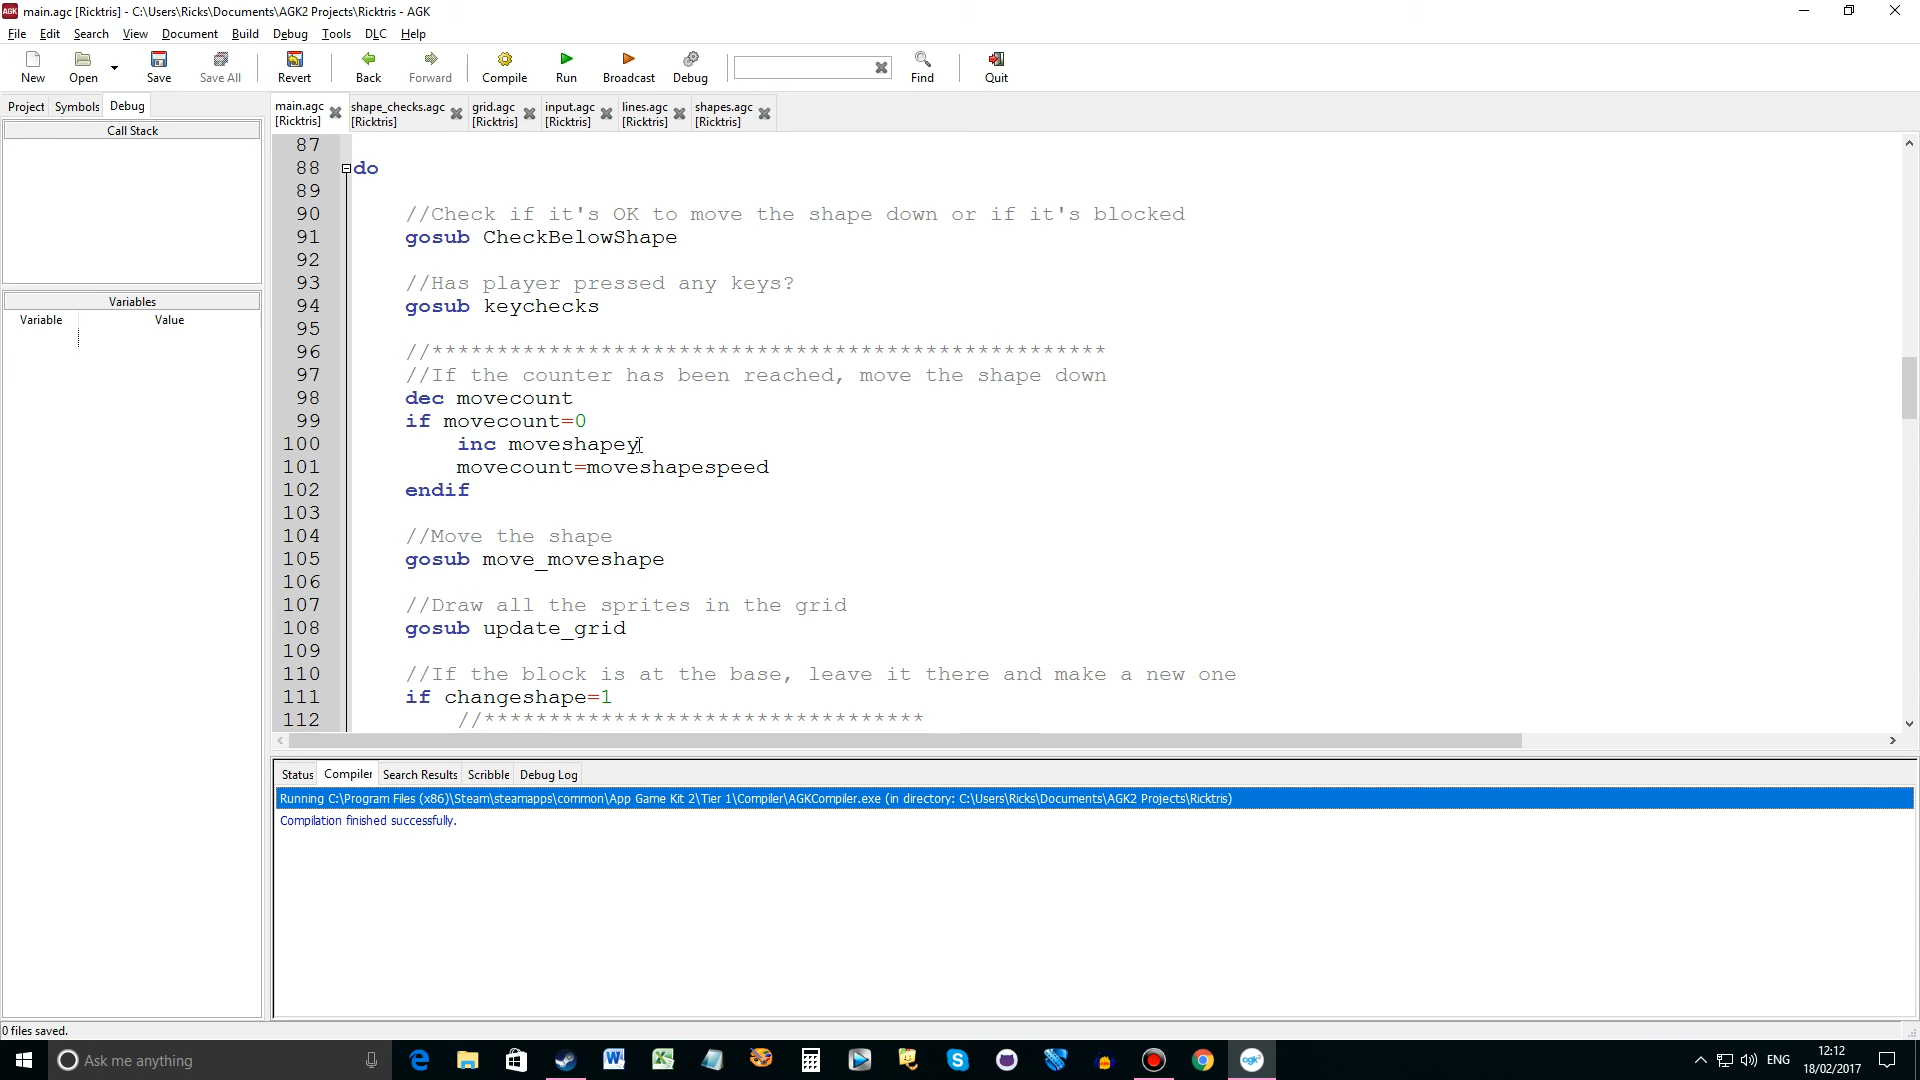 main.agc [Ricktris] - C:\Users\Ricks\Documents\AGK2 Projects\Ricktris - AGK
File Edit Search View Document Build Debug Tools DLC Help
New Open Save Save All Revert Back Forward Compile Run Broadcast Debug Find Quit
Project Symbols Debug
main.agc [Ricktris]
shape_checks.agc [Ricktris]
grid.agc [Ricktris]
input.agc [Ricktris]
lines.agc [Ricktris]
shapes.agc [Ricktris]
Call Stack
Variables
Variable Value
87
88 do
89
90 //Check if it's OK to move the shape down or if it's blocked
91 gosub CheckBelowShape
92
93 //Has player pressed any keys?
94 gosub keychecks
95
96 //****************************************************
97 //If the counter has been reached, move the shape down
98 dec movecount
99 if movecount=0
100 inc moveshapey
101 movecount=moveshapespeed
102 endif
103
104 //Move the shape
105 gosub move_moveshape
106
107 //Draw all the sprites in the grid
108 gosub update_grid
109
110 //If the block is at the base, leave it there and make a new one
111 if changeshape=1
112 //**********************************
Status Compiler Search Results Scribble Debug Log
Running C:\Program Files (x86)\Steam\steamapps\common\App Game Kit 2\Tier 1\Compiler\AGKCompiler.exe (in directory: C:\Users\Ricks\Documents\AGK2 Projects\Ricktris)
Compilation finished successfully.
0 files saved.
Ask me anything
ENG
12:12
18/02/2017